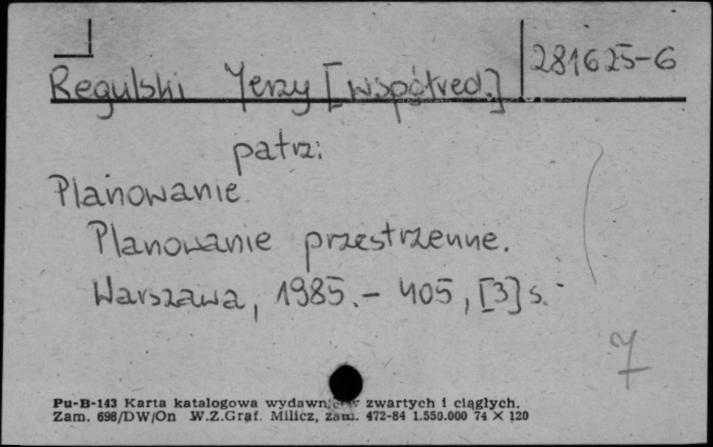 281625-6
Regulski Jerzy [współred.]
patrz:
Planowanie
Planowanie przestrzenne.
Warszawa, 1985.- 405, [3] s.-
7
Pu-B-143 Karta katalogowa wydawnictw zwartych i ciągłych.
Zam. 698/DW/On W.Z.Graf. Milicz, zam. 472-84 1.550.000 74 × 120